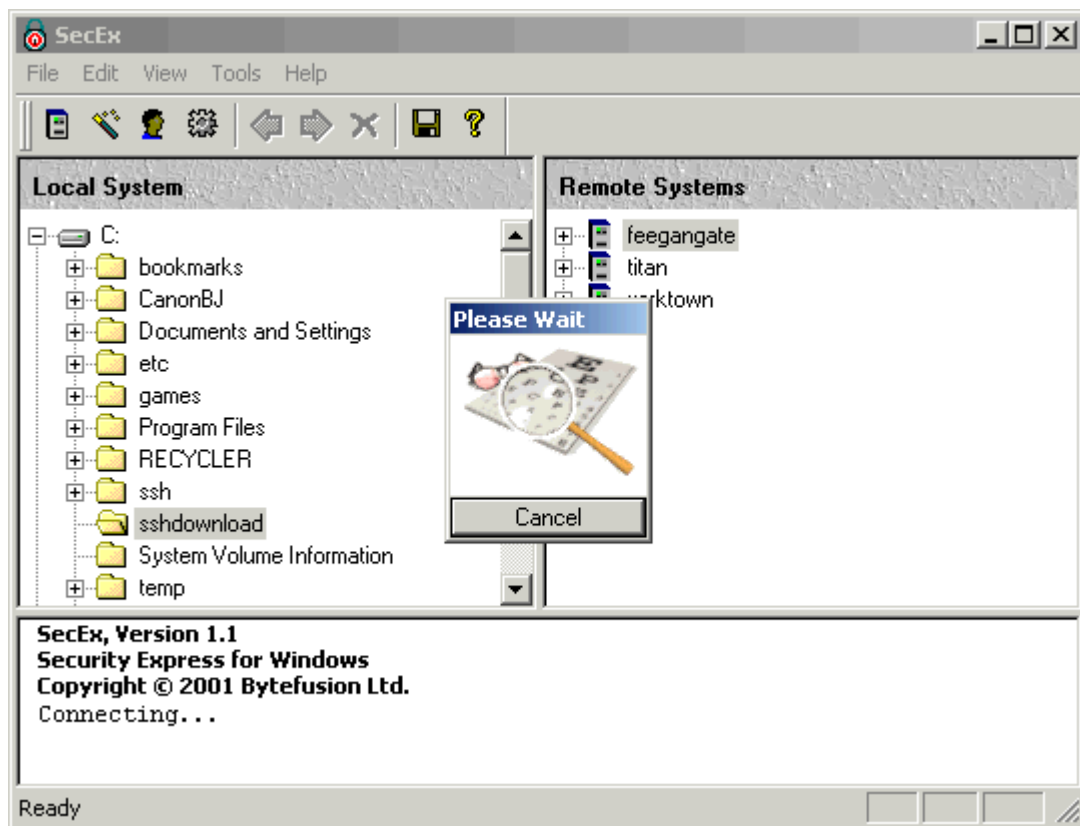 SecEx
File Edit View Tools Help
Local System
C:
bookmarks
CanonBJ
Documents and Settings
etc
games
Program Files
RECYCLER
ssh
sshdownload
System Volume Information
temp
Remote Systems
feegangate
titan
Please Wait
Cancel
SecEx, Version 1.1
Security Express for Windows
Copyright © 2001 Bytefusion Ltd.
Connecting...
Ready